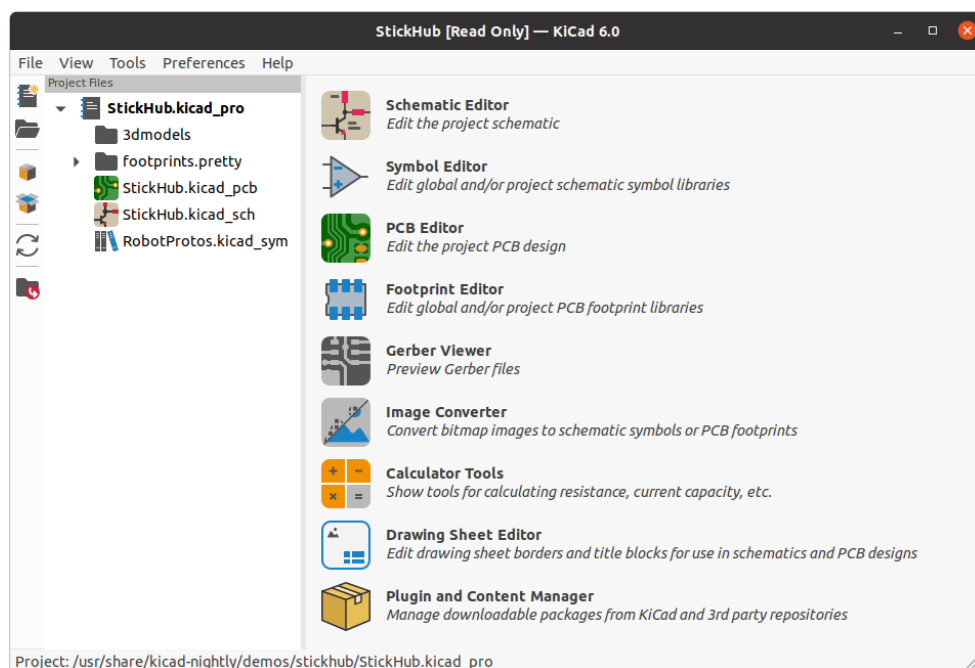 StickHub [Read Only] — KiCad 6.0
File View Tools Preferences Help
Project Files
StickHub.kicad_pro
3dmodels
footprints.pretty
StickHub.kicad_pcb
StickHub.kicad_sch
RobotProtos.kicad_sym
Schematic Editor
Edit the project schematic
Symbol Editor
Edit global and/or project schematic symbol libraries
PCB Editor
Edit the project PCB design
Footprint Editor
Edit global and/or project PCB footprint libraries
Gerber Viewer
Preview Gerber files
Image Converter
Convert bitmap images to schematic symbols or PCB footprints
Calculator Tools
Show tools for calculating resistance, current capacity, etc.
Drawing Sheet Editor
Edit drawing sheet borders and title blocks for use in schematics and PCB designs
Plugin and Content Manager
Manage downloadable packages from KiCad and 3rd party repositories
Project: /usr/share/kicad-nightly/demos/stickhub/StickHub.kicad_pro